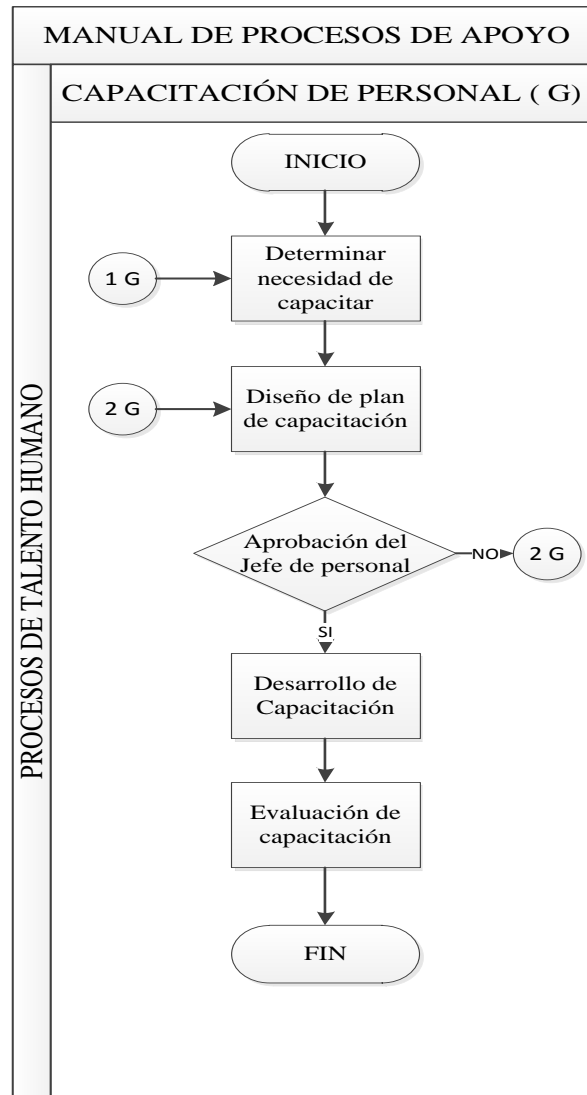 MANUAL DE PROCESOS DE APOYO
CAPACITACIÓN DE PERSONAL ( G)
PROCESOS DE TALENTO HUMANO
INICIO
1 G
Determinar
necesidad de
capacitar
2 G
Diseño de plan
de capacitación
Aprobación del
Jefe de personal
NO
2 G
SI
Desarrollo de
Capacitación
Evaluación de
capacitación
FIN